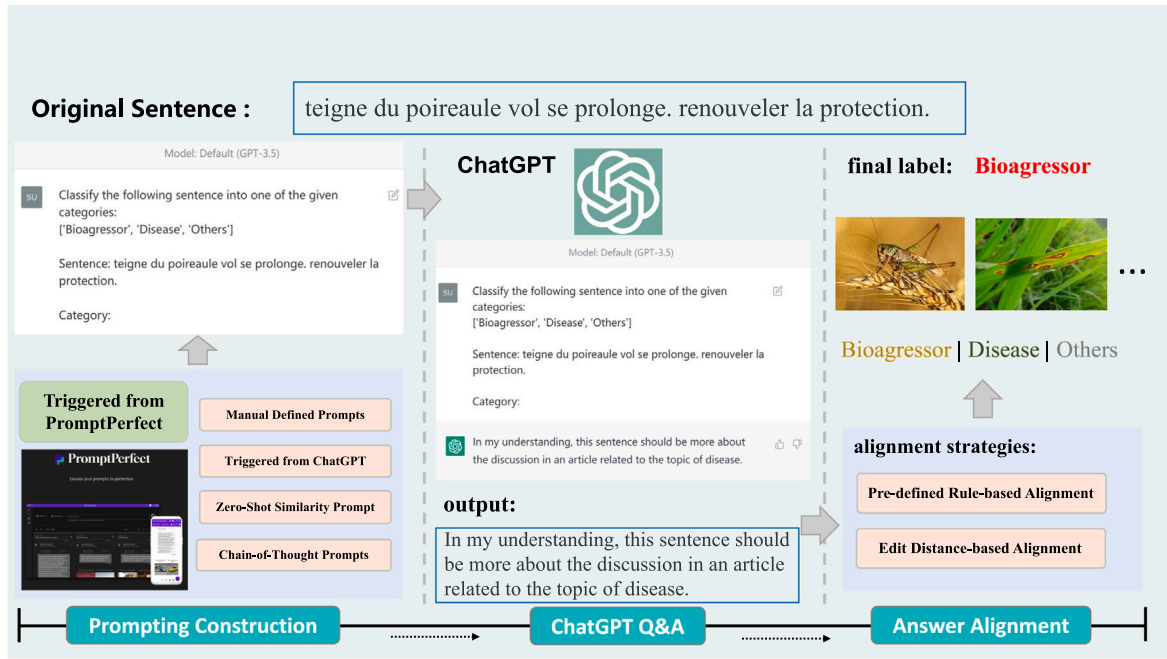 Original Sentence :
teigne du poireaule vol se prolonge. renouveler la protection.
Model: Default (GPT-3.5)
SU
Classify the following sentence into one of the given
categories:
['Bioagressor', 'Disease', 'Others']
Sentence: teigne du poireaule vol se prolonge. renouveler la
protection.
Category:
Triggered from
PromptPerfect
PromptPerfect
Elevate your prompts to perfection
Manual Defined Prompts
Triggered from ChatGPT
Zero-Shot Similarity Prompt
Chain-of-Thought Prompts
ChatGPT
Model: Default (GPT-3.5)
SU
Classify the following sentence into one of the given
categories:
['Bioagressor', 'Disease', 'Others']
Sentence: teigne du poireaule vol se prolonge. renouveler la
protection.
Category:
In my understanding, this sentence should be more about
the discussion in an article related to the topic of disease.
output:
In my understanding, this sentence should
be more about the discussion in an article
related to the topic of disease.
final label: Bioagressor
...
Bioagressor | Disease | Others
alignment strategies:
Pre-defined Rule-based Alignment
Edit Distance-based Alignment
Prompting Construction
ChatGPT Q&A
Answer Alignment